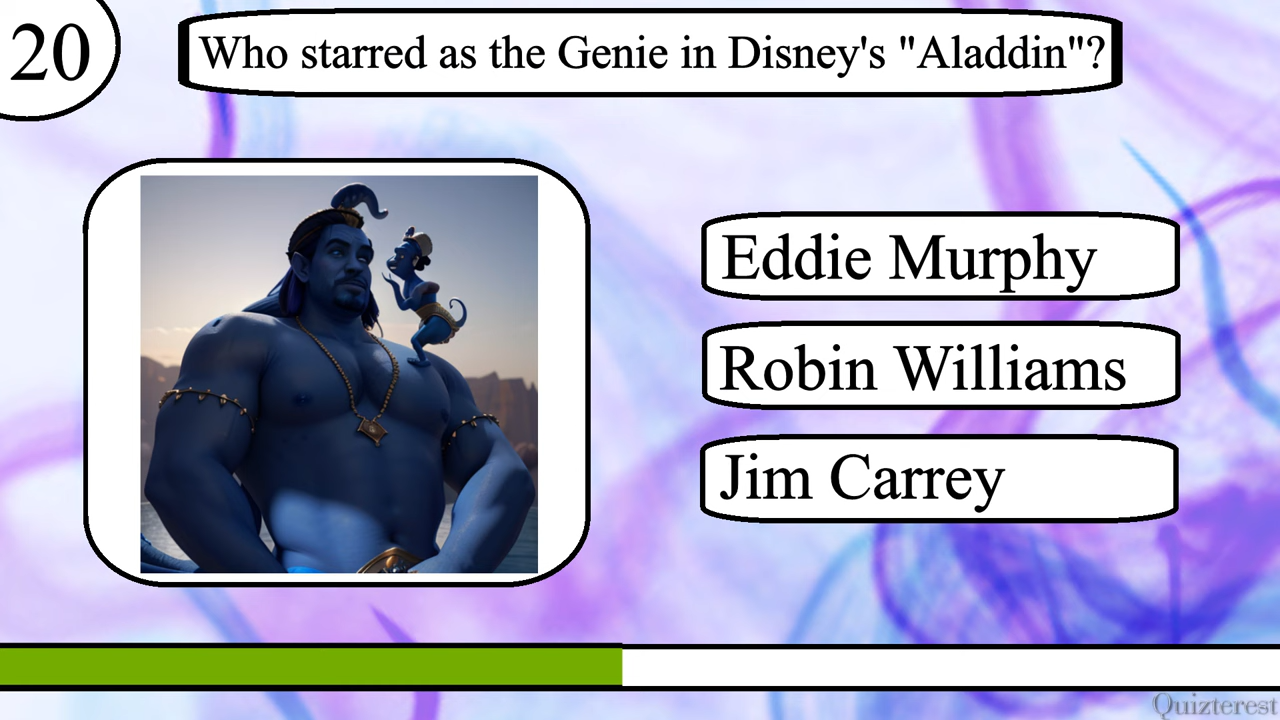 20
Who starred as the Genie in Disney's "Aladdin"?
Eddie Murphy
Robin Williams
Jim Carrey
Quizterest